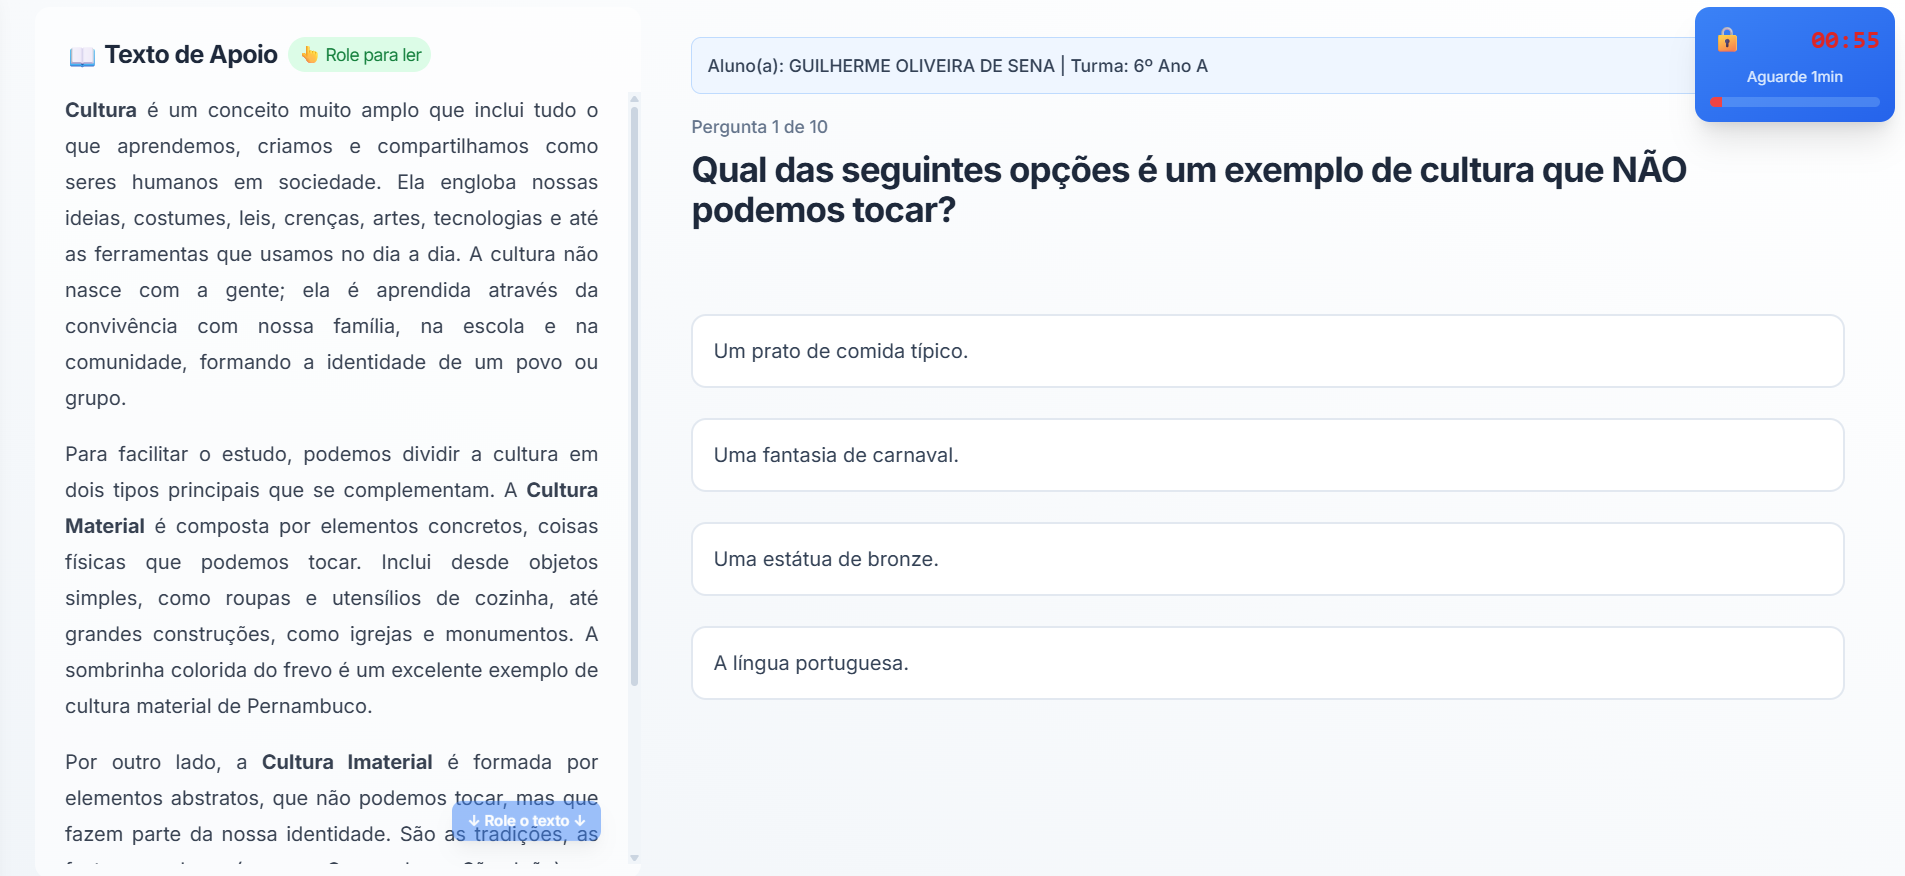 Texto de Apoio
Role para ler
Cultura é um conceito muito amplo que inclui tudo o
que aprendemos, criamos e compartilhamos como
seres humanos em sociedade. Ela engloba nossas
ideias, costumes, leis, crenças, artes, tecnologias e até
as ferramentas que usamos no dia a dia. A cultura não
nasce com a gente; ela é aprendida através da
convivência com nossa família, na escola e na
comunidade, formando a identidade de um povo ou
grupo.
Para facilitar o estudo, podemos dividir a cultura em
dois tipos principais que se complementam. A Cultura
Material é composta por elementos concretos, coisas
físicas que podemos tocar. Inclui desde objetos
simples, como roupas e utensílios de cozinha, até
grandes construções, como igrejas e monumentos. A
sombrinha colorida do frevo é um excelente exemplo de
cultura material de Pernambuco.
Por outro lado, a Cultura Imaterial é formada por
elementos abstratos, que não podemos tocar, mas que
fazem parte da nossa identidade. São as tradições, as
↓ Role o texto ↓
Aluno(a): GUILHERME OLIVEIRA DE SENA | Turma: 6º Ano A
00:55
Aguarde 1min
Pergunta 1 de 10
Qual das seguintes opções é um exemplo de cultura que NÃO
podemos tocar?
Um prato de comida típico.
Uma fantasia de carnaval.
Uma estátua de bronze.
A língua portuguesa.